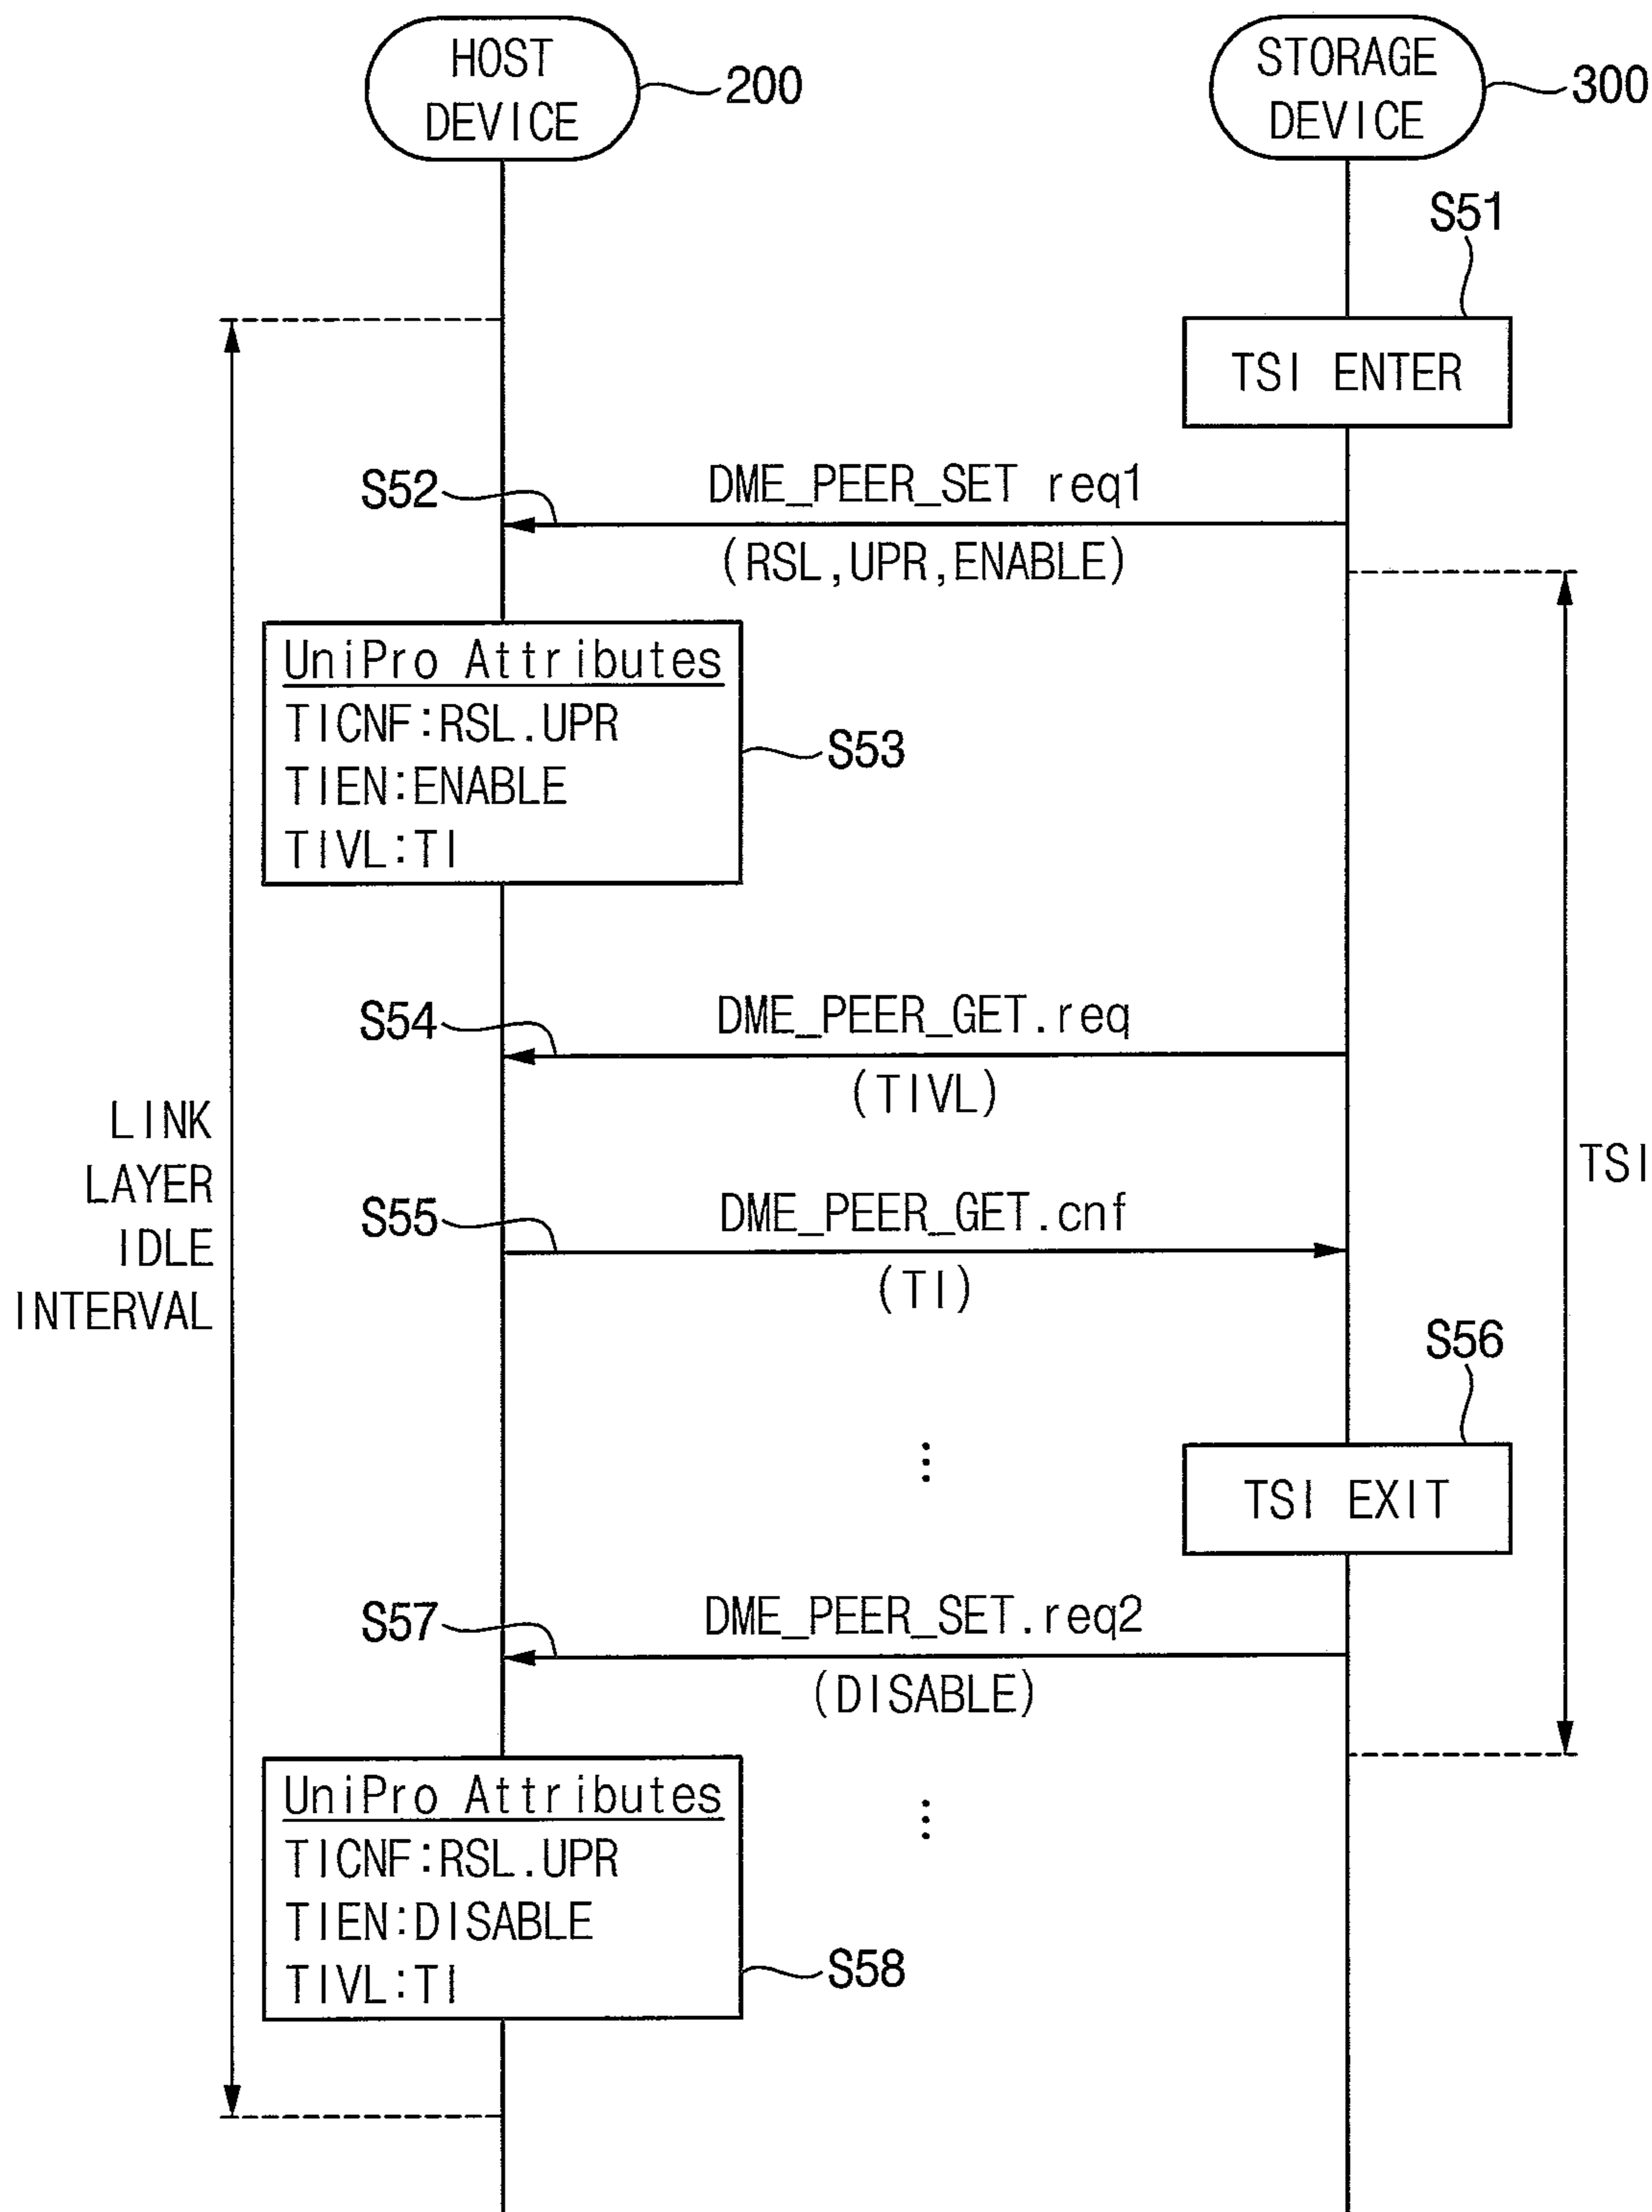 HOST
DEVICE
200
STORAGE
DEVICE
300
S51
TSI ENTER
S52
DME_PEER_SET req1
(RSL,UPR,ENABLE)
UniPro Attributes
TICNF:RSL.UPR
TIEN:ENABLE
TIVL:TI
S53
S54
DME_PEER_GET.req
(TIVL)
LINK
LAYER
IDLE
INTERVAL
TSI
S55
DME_PEER_GET.cnf
(TI)
S56
TSI EXIT
S57
DME_PEER_SET.req2
(DISABLE)
UniPro Attributes
TICNF:RSL.UPR
TIEN:DISABLE
TIVL:TI
S58